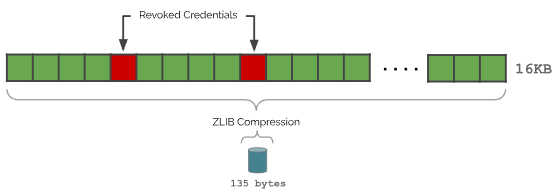 Revoked Credentials
16KB
ZLIB Compression
135 bytes